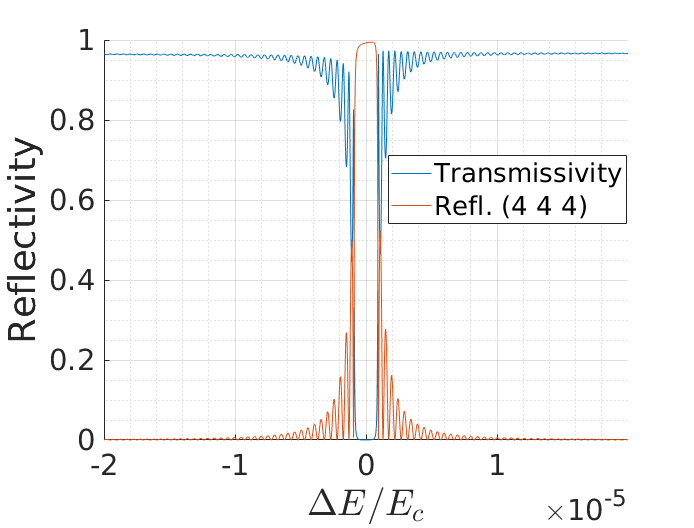 1
0.8
0.6
0.4
0.2
0
Reflectivity
Transmissivity
Refl. (4 4 4)
-2
-1
0
1
ΔE/E_c
×10^-5